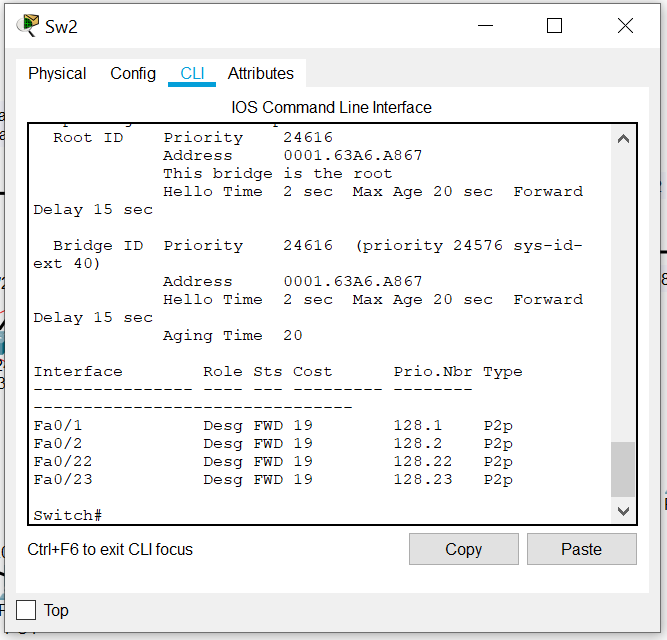 Sw2
Physical Config CLI Attributes
IOS Command Line Interface
Root ID Priority 24616
Address 0001.63A6.A867
This bridge is the root
Hello Time 2 sec Max Age 20 sec Forward
Delay 15 sec
Bridge ID Priority 24616 (priority 24576 sys-id-
ext 40)
Address 0001.63A6.A867
Hello Time 2 sec Max Age 20 sec Forward
Delay 15 sec
Aging Time 20
Interface Role Sts Cost Prio.Nbr Type
---------------- ---- --- --------- --------
--------------------------------
Fa0/1 Desg FWD 19 128.1 P2p
Fa0/2 Desg FWD 19 128.2 P2p
Fa0/22 Desg FWD 19 128.22 P2p
Fa0/23 Desg FWD 19 128.23 P2p
Switch#
Ctrl+F6 to exit CLI focus
Copy Paste
Top